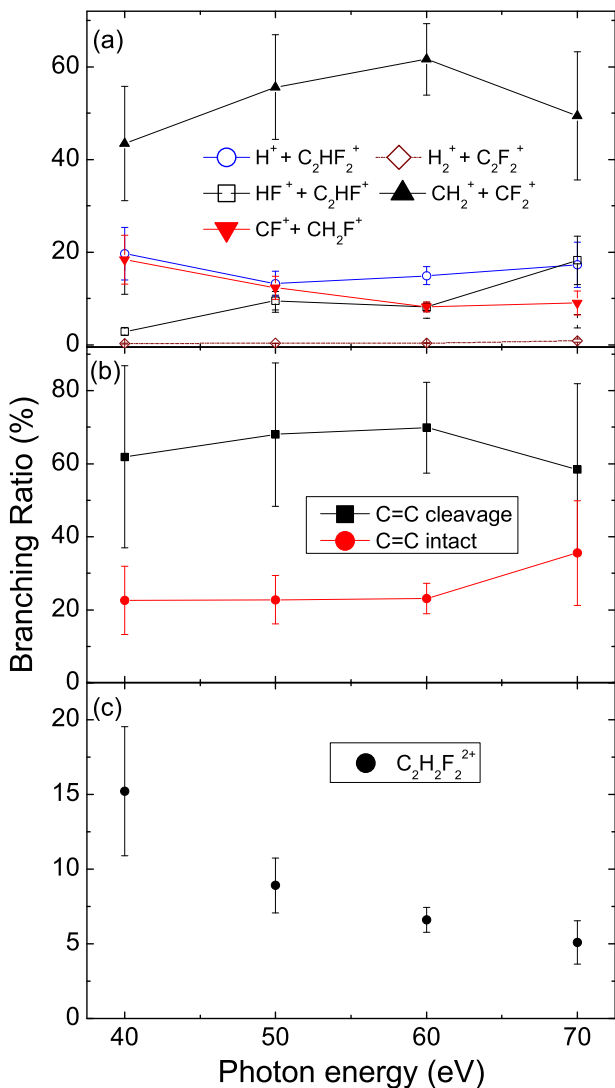 (a)
60
40
20
0
H⁺ + C₂HF₂⁺ H₂⁺ + C₂F₂⁺
HF⁺ + C₂HF⁺ CH₂⁺ + CF₂⁺
CF⁺ + CH₂F⁺
(b)
80
60
40
20
0
C=C cleavage
C=C intact
Branching Ratio (%)
(c)
20
15
10
5
0
C₂H₂F₂²⁺
40 50 60 70
Photon energy (eV)